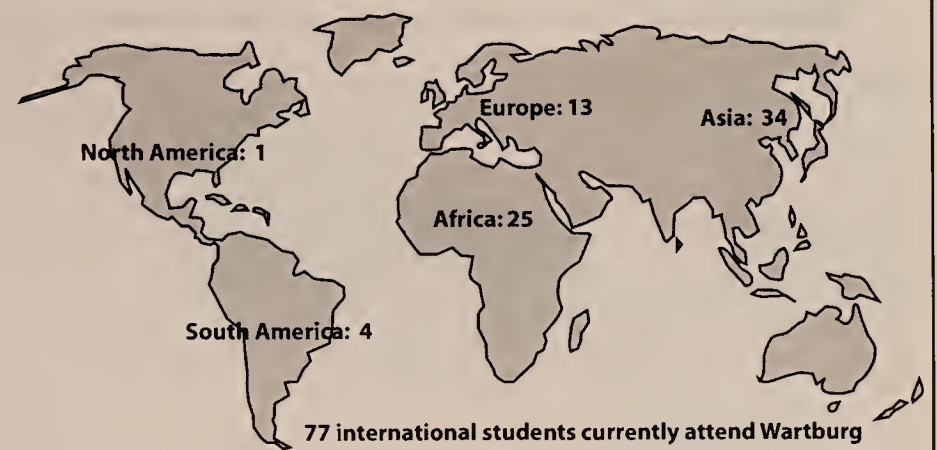 Europe: 13
Asia: 34
North America: 1
Africa: 25
South America: 4
77 international students currently attend Wartburg